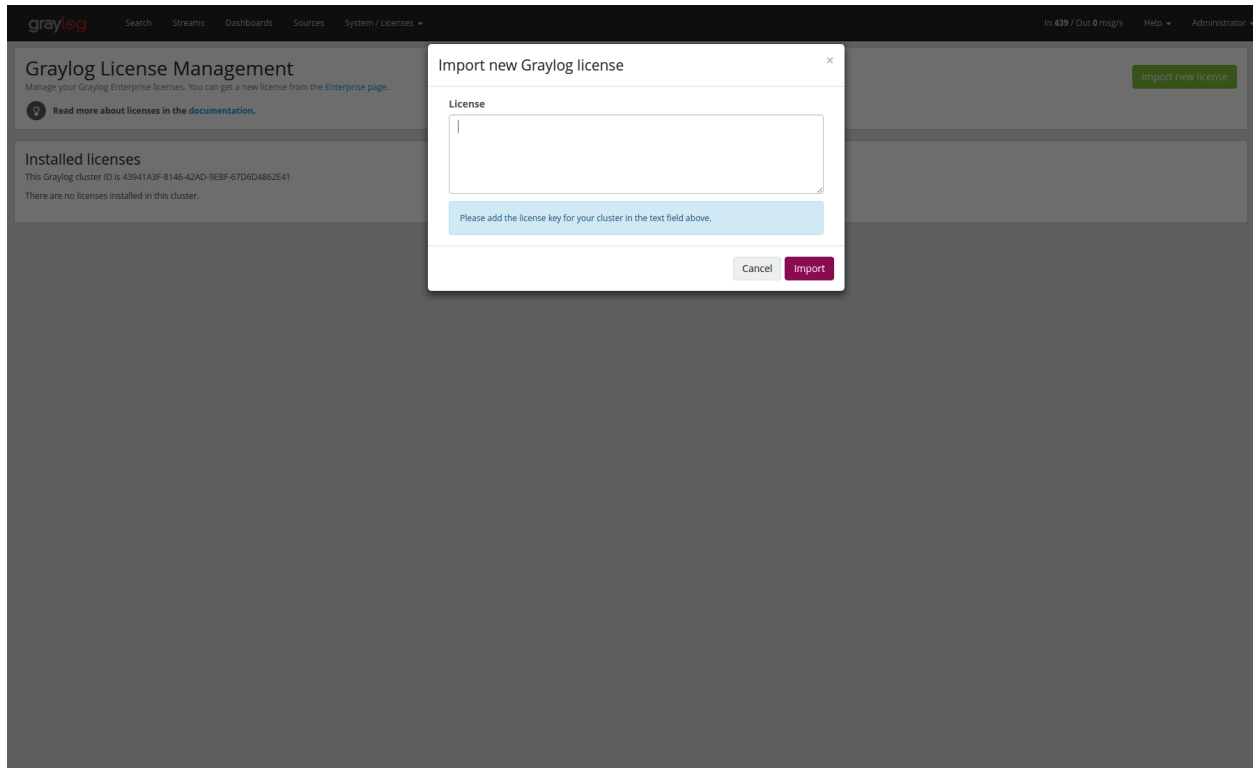 graylog Search Streams Dashboards Sources System / Licenses In 439 / Out 0 msg/s Help Administrator
Graylog License Management
Manage your Graylog Enterprise licenses. You can get a new license from the Enterprise page.
Read more about licenses in the documentation.
Import new license
Installed licenses
This Graylog cluster ID is 43941A3F-8146-42AD-9EBF-67D6D4862E41
There are no licenses installed in this cluster.
Import new Graylog license ×
License
Please add the license key for your cluster in the text field above.
Cancel Import